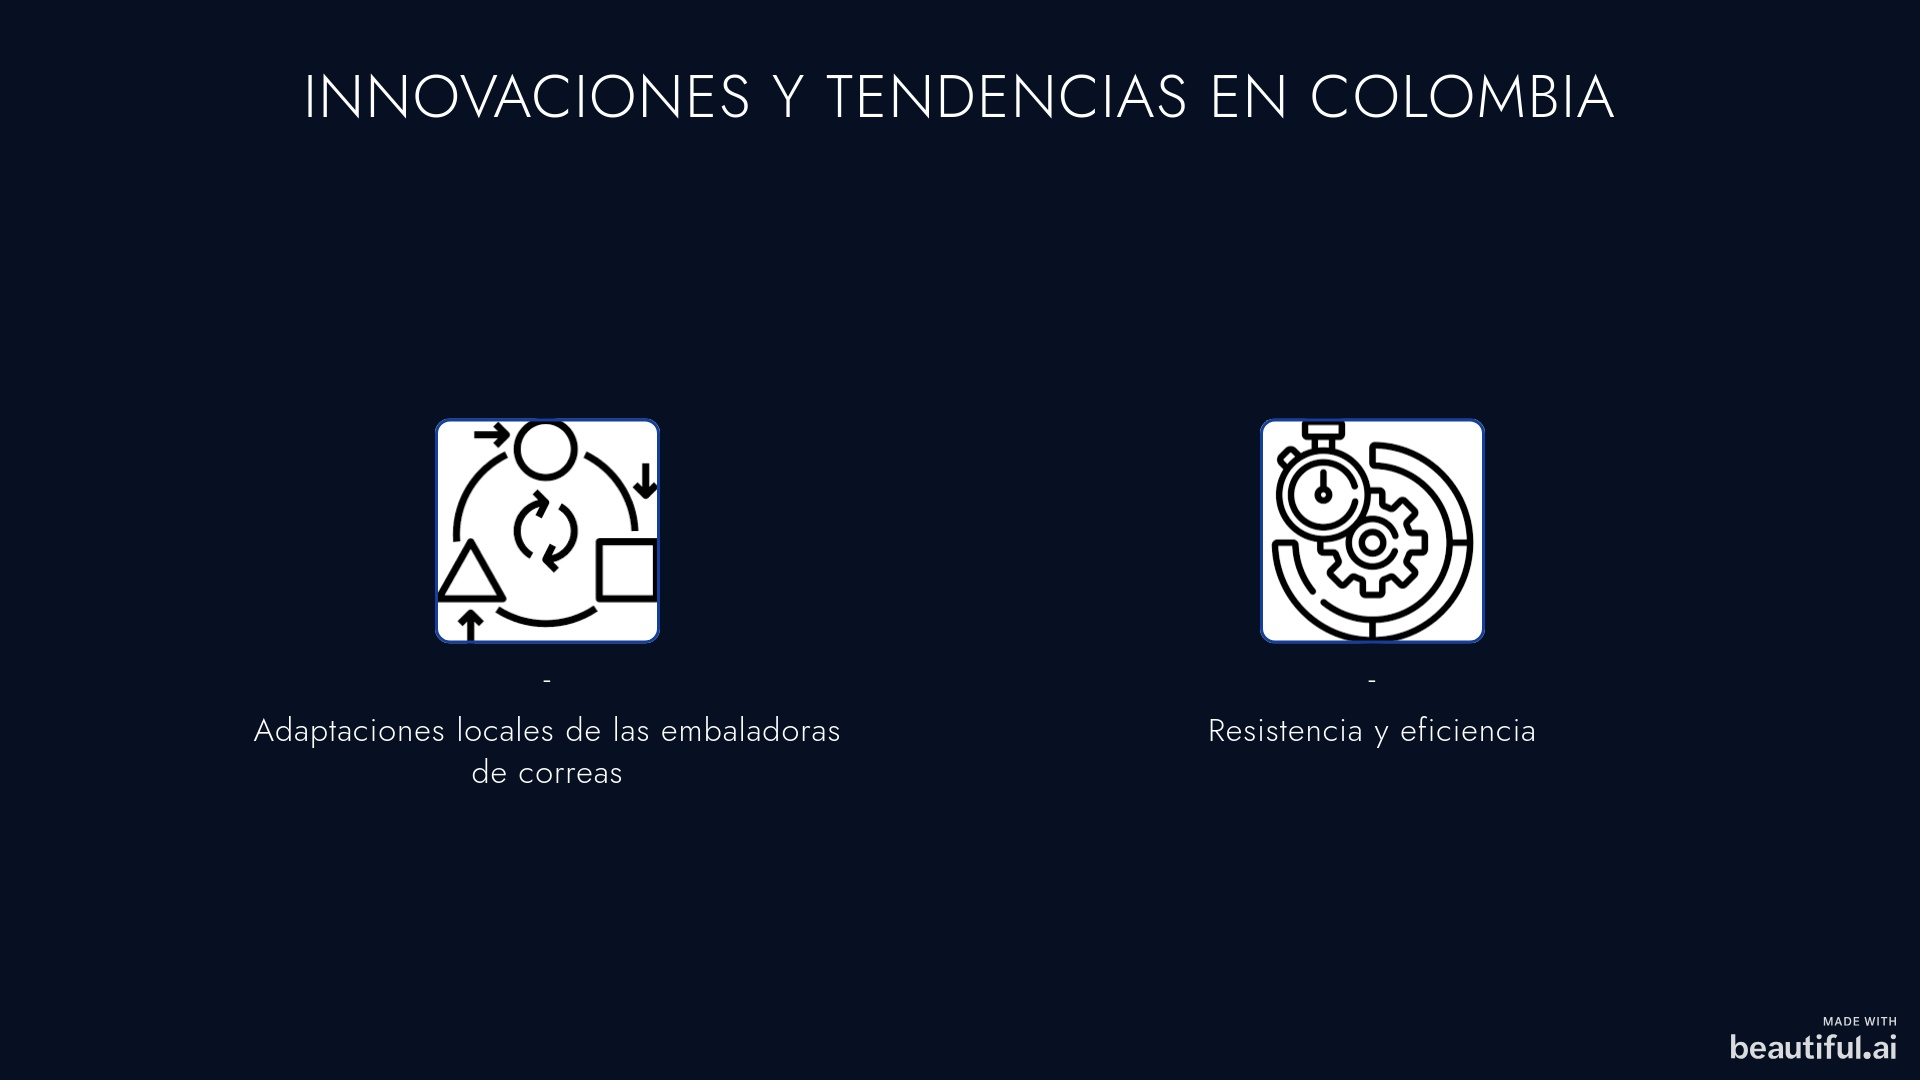 INNOVACIONES Y TENDENCIAS EN COLOMBIA
-
Adaptaciones locales de las embaladoras
de correas
-
Resistencia y eficiencia
MADE WITH
beautiful.ai